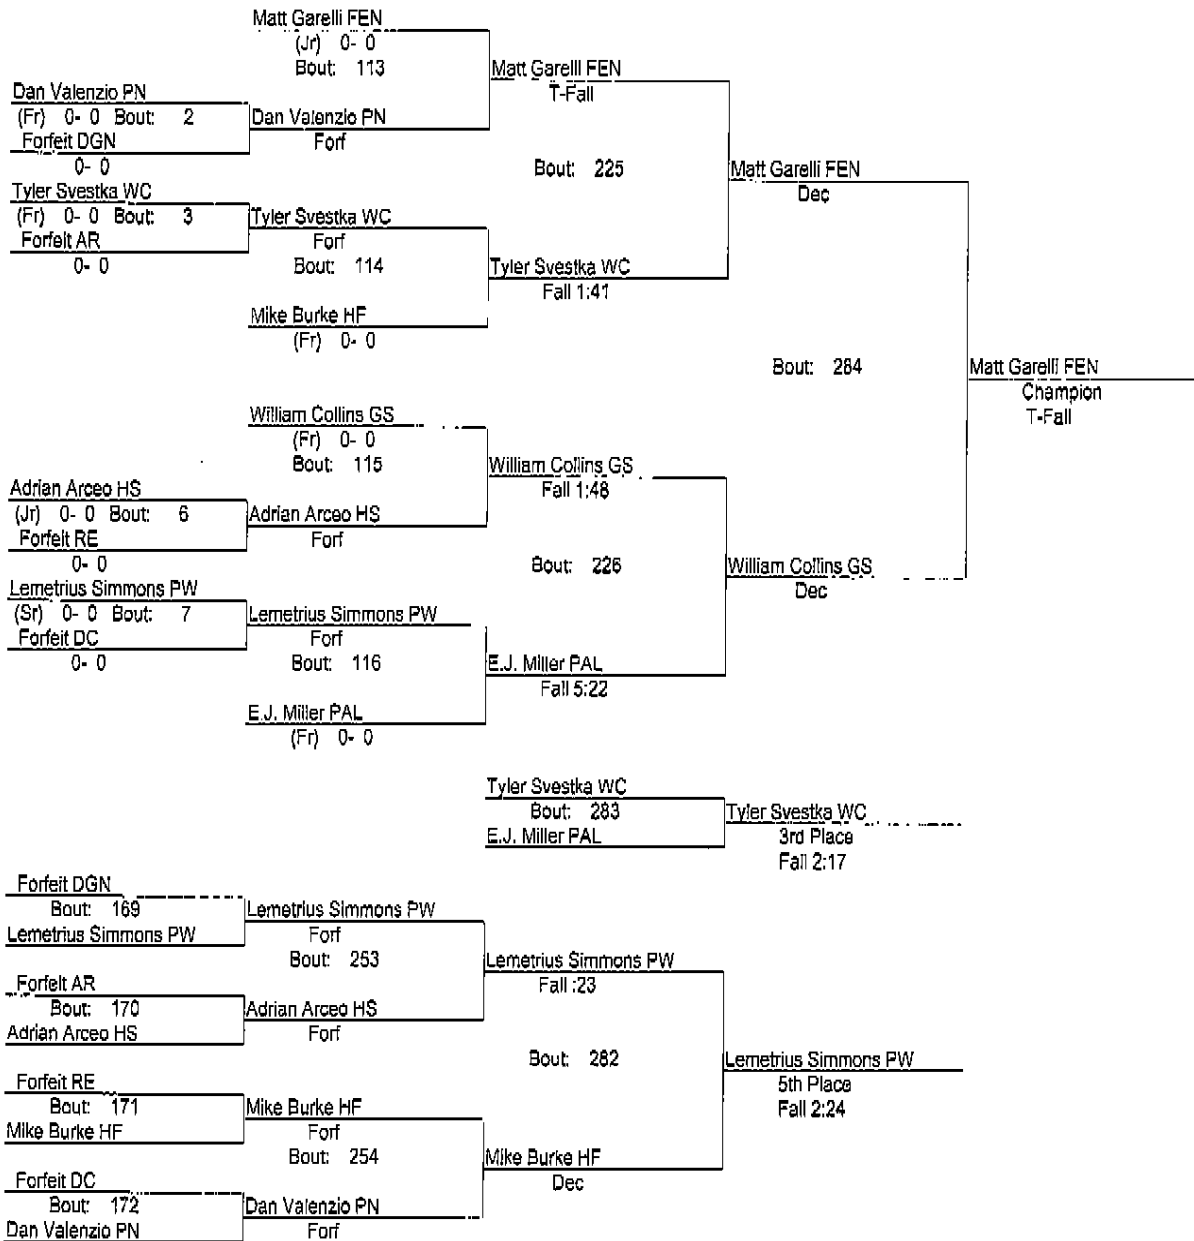 Matt Garelli FEN
(Jr) 0- 0
Bout: 113
Matt Garelli FEN
T-Fall
Dan Valenzio PN
(Fr) 0- 0 Bout: 2
Dan Valenzio PN
Forfeit DGN
Forf
0- 0
Bout: 225
Matt Garelli FEN
Dec
Tyler Svestka WC
(Fr) 0- 0 Bout: 3
Tyler Svestka WC
Forfeit AR
Forf
0- 0
Bout: 114
Tyler Svestka WC
Fall 1:41
Mike Burke HF
(Fr) 0- 0
Bout: 284
Matt Garelli FEN
Champion
T-Fall
William Collins GS
(Fr) 0- 0
Bout: 115
William Collins GS
Fall 1:48
Adrian Arceo HS
(Jr) 0- 0 Bout: 6
Adrian Arceo HS
Forfeit RE
Forf
0- 0
Bout: 226
William Collins GS
Dec
Lemetrius Simmons PW
(Sr) 0- 0 Bout: 7
Lemetrius Simmons PW
Forfeit DC
Forf
0- 0
Bout: 116
E.J. Miller PAL
Fall 5:22
E.J. Miller PAL
(Fr) 0- 0
Tyler Svestka WC
Bout: 283
Tyler Svestka WC
E.J. Miller PAL
3rd Place
Fall 2:17
Forfeit DGN
Bout: 169
Lemetrius Simmons PW
Lemetrius Simmons PW
Forf
Bout: 253
Lemetrius Simmons PW
Fall :23
Forfeit AR
Bout: 170
Adrian Arceo HS
Adrian Arceo HS
Forf
Bout: 282
Lemetrius Simmons PW
5th Place
Fall 2:24
Forfeit RE
Bout: 171
Mike Burke HF
Mike Burke HF
Forf
Bout: 254
Mike Burke HF
Dec
Forfeit DC
Bout: 172
Dan Valenzio PN
Dan Valenzio PN
Forf